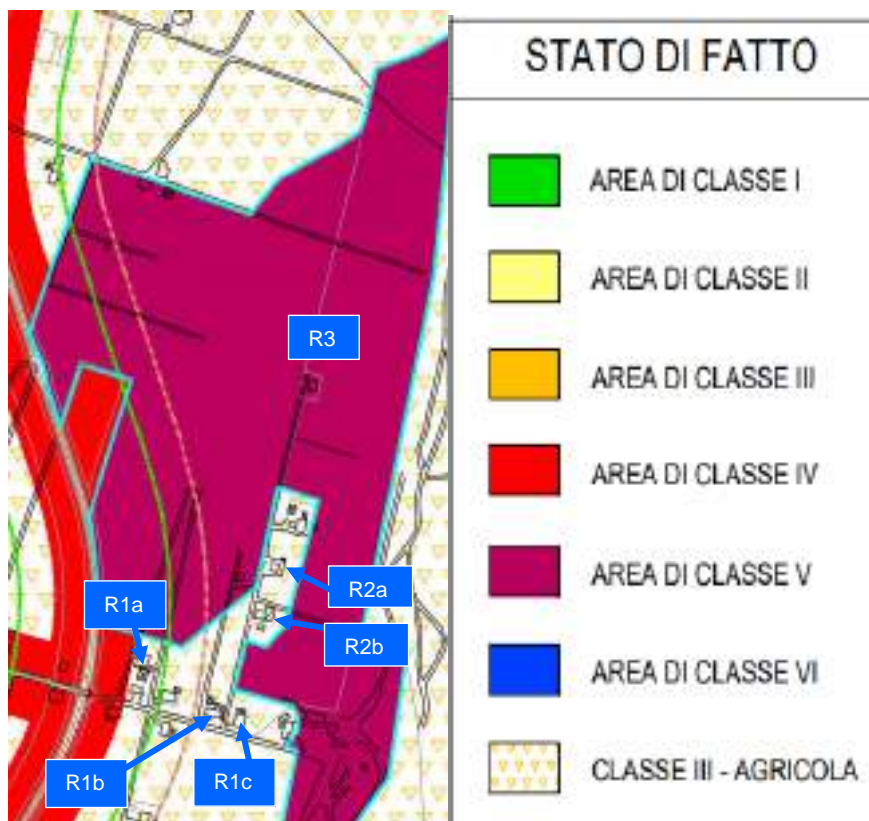 STATO DI FATTO
AREA DI CLASSE I
AREA DI CLASSE II
R3
AREA DI CLASSE III
AREA DI CLASSE IV
AREA DI CLASSE V
R1a
R2a
R2b
AREA DI CLASSE VI
R1b
R1c
CLASSE III - AGRICOLA